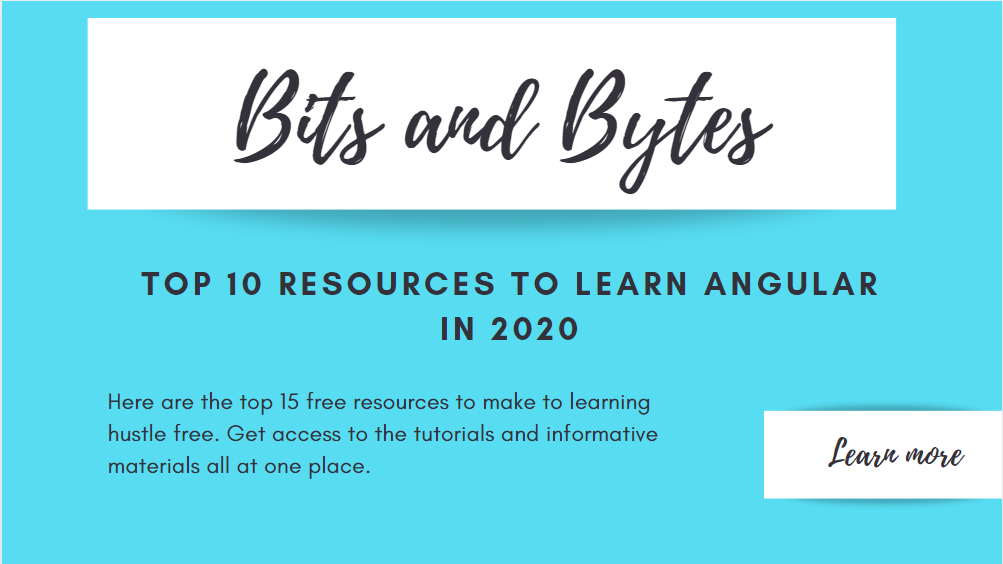 Bits and Bytes
TOP 10 RESOURCES TO LEARN ANGULAR
IN 2020
Here are the top 15 free resources to make to learning
hustle free. Get access to the tutorials and informative
materials all at one place.
Learn more